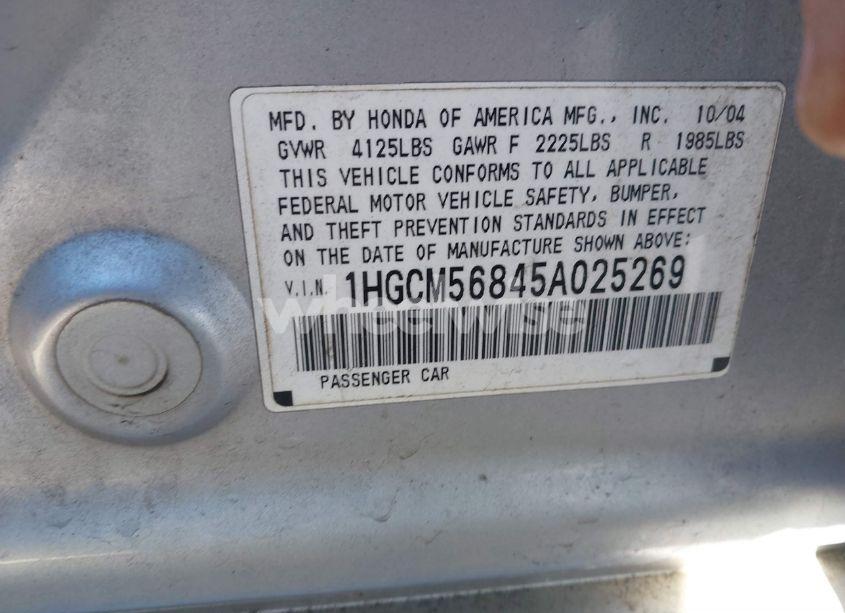 MFD. BY HONDA OF AMERICA MFG., INC. 10/04
GVWR 4125LBS GAWR F 2225LBS R 1985LBS
THIS VEHICLE CONFORMS TO ALL APPLICABLE
FEDERAL MOTOR VEHICLE SAFETY, BUMPER,
AND THEFT PREVENTION STANDARDS IN EFFECT
ON THE DATE OF MANUFACTURE SHOWN ABOVE:
V.I.N. 1HGCM56845A025269
wheelwise
PASSENGER CAR